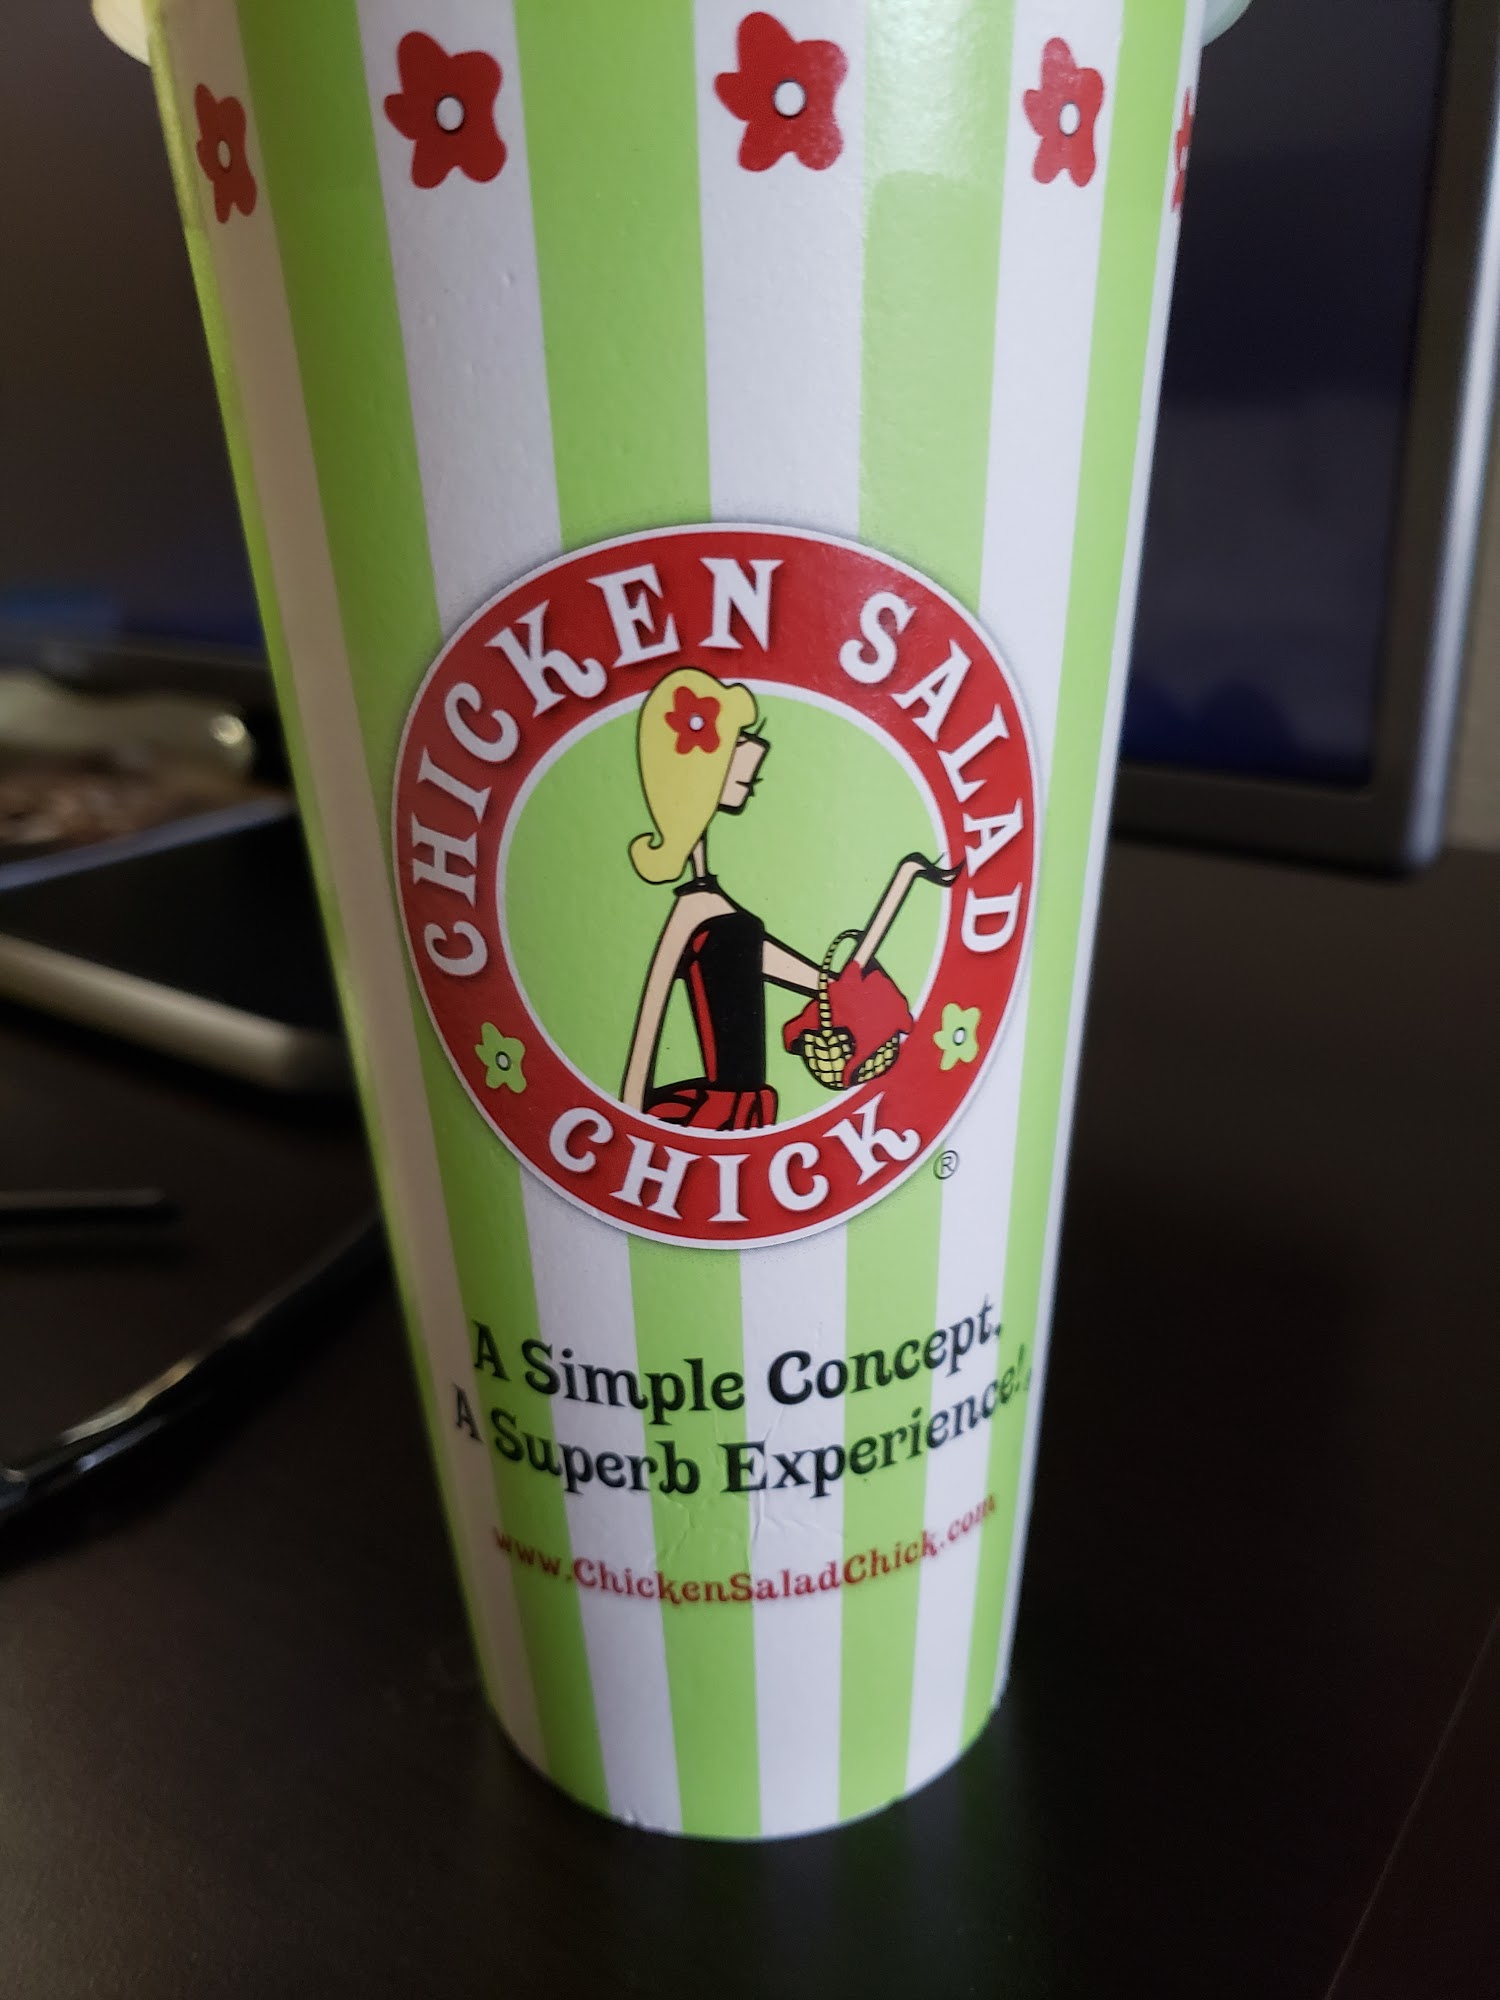 CHICKEN SALAD
CHICK
®
A Simple Concept.
A Superb Experience!
www.ChickenSaladChick.com